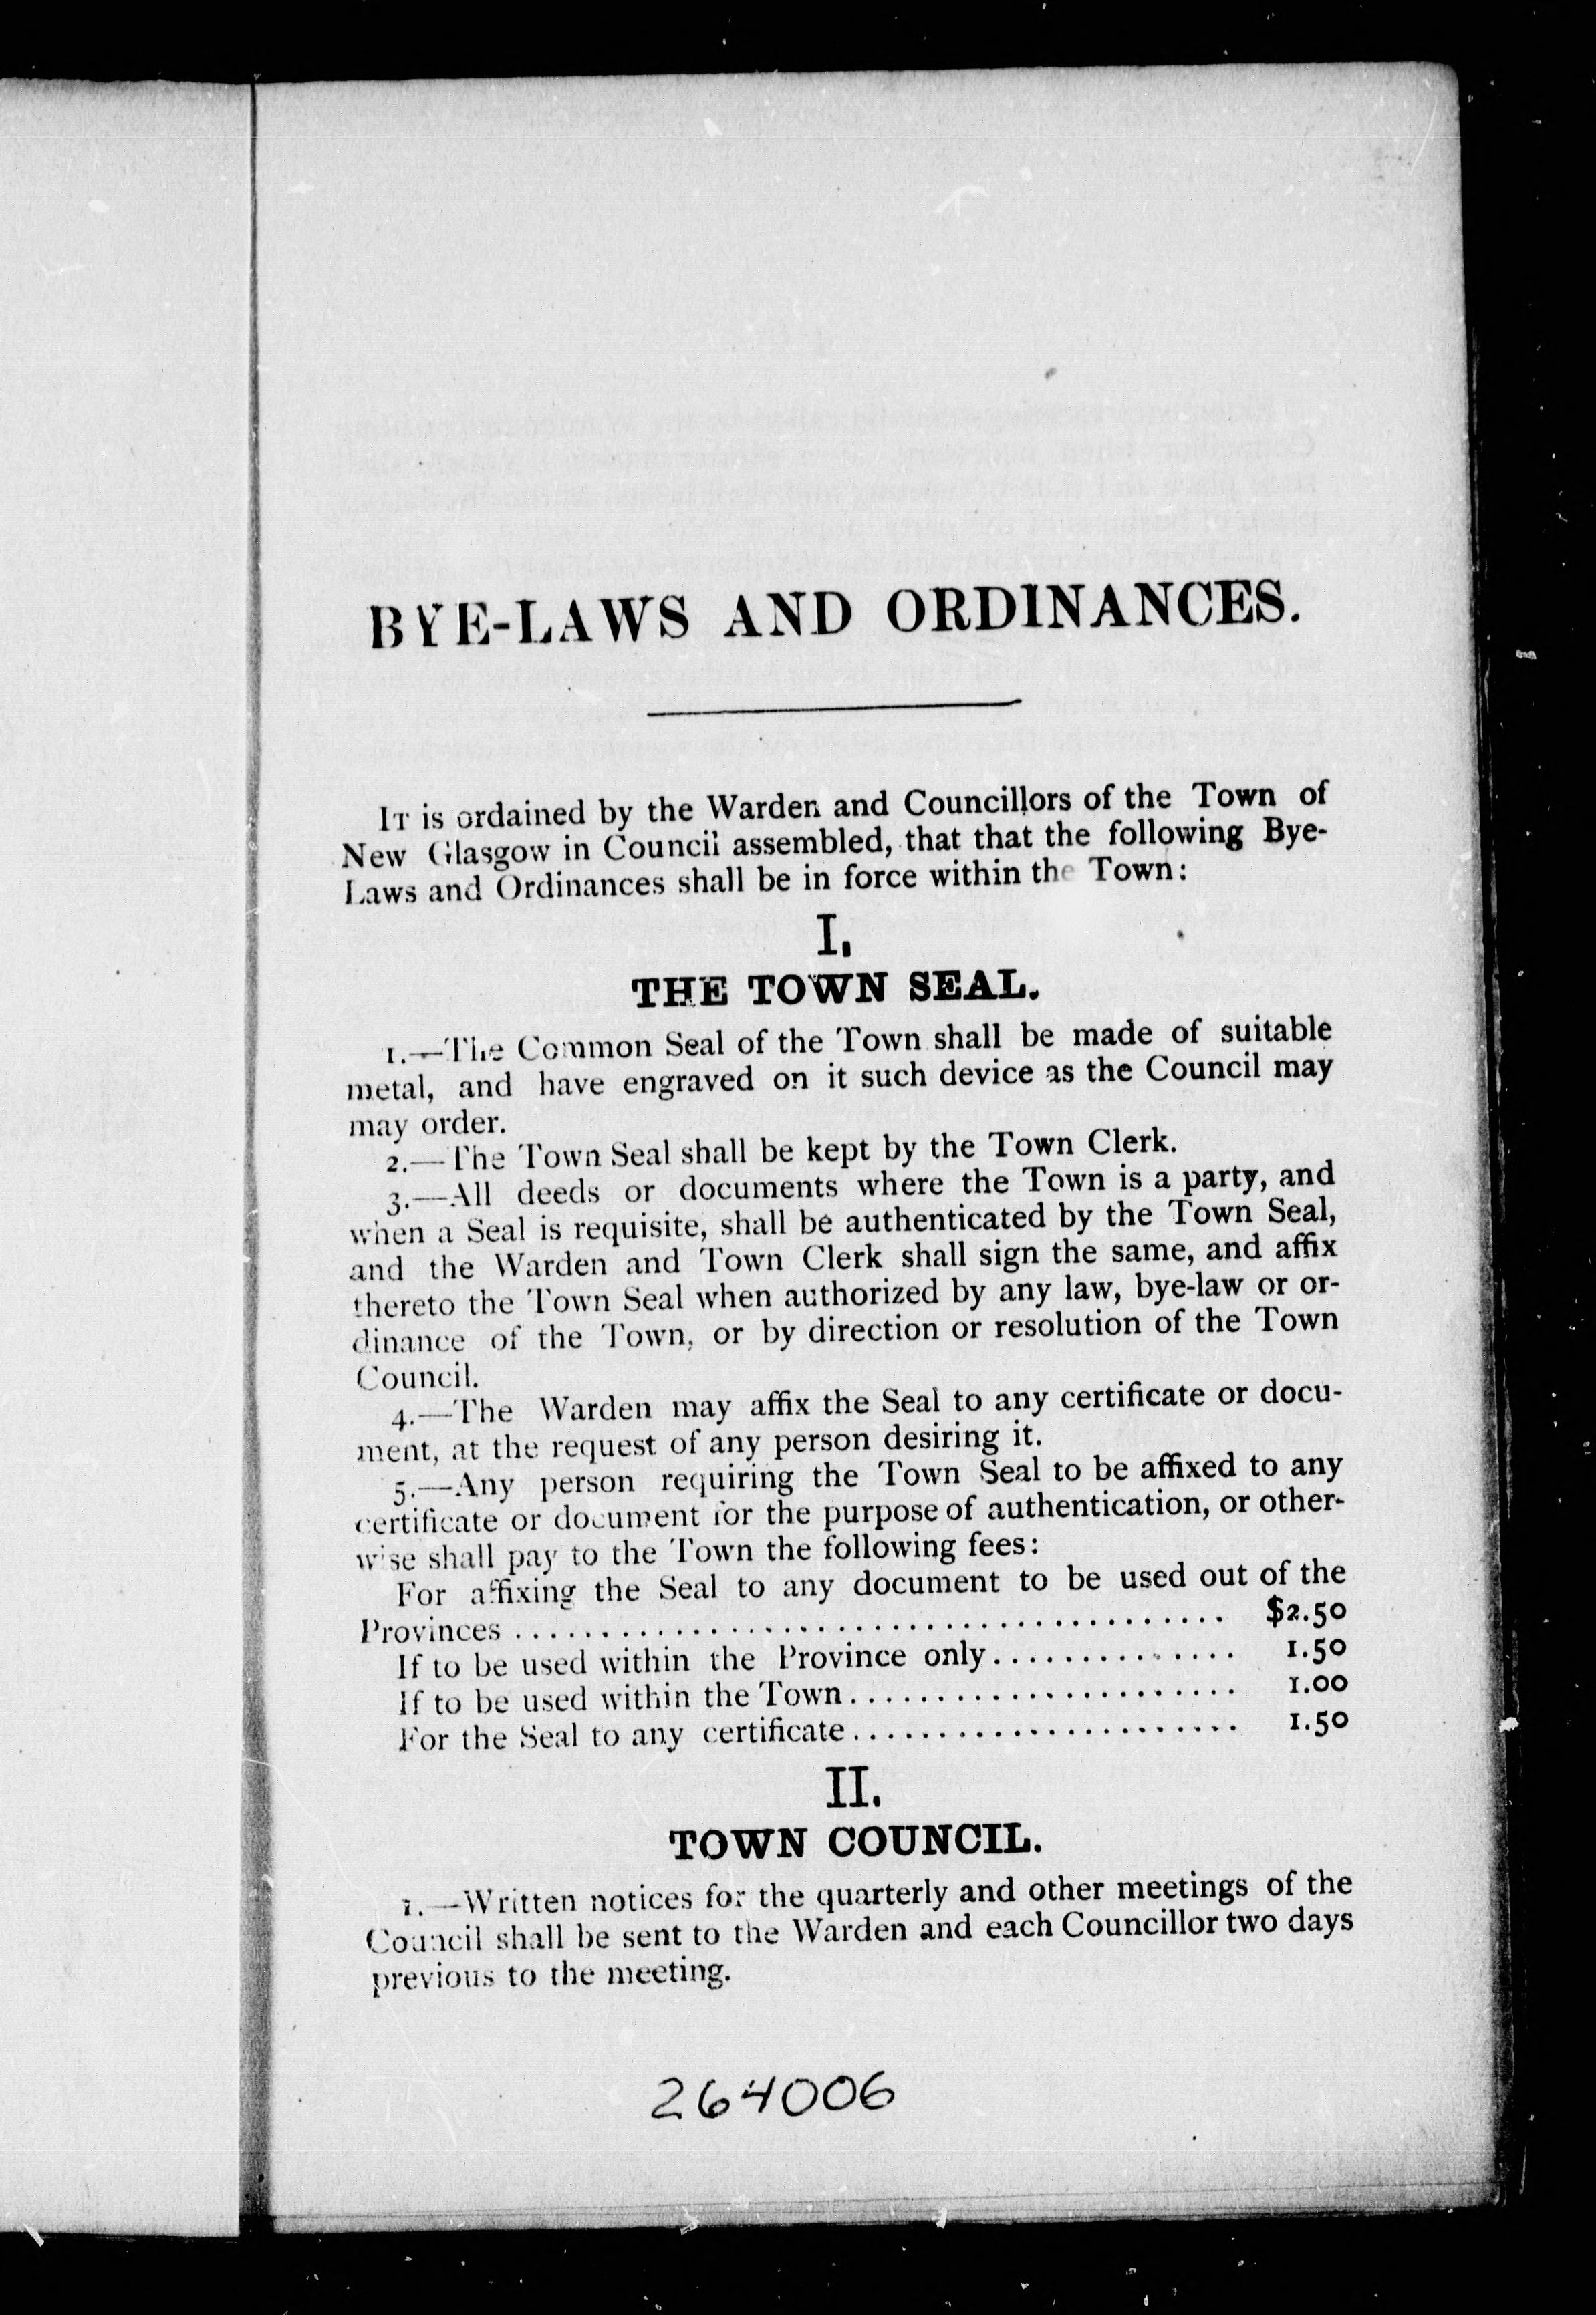 BYE-LAWS AND ORDINANCES.
IT is ordained by the Warden and Councillors of the Town of
New Glasgow in Council assembled, that that the following Bye-
Laws and Ordinances shall be in force within the Town:
I.
THE TOWN SEAL.
1.—The Common Seal of the Town shall be made of suitable
metal, and have engraved on it such device as the Council may
may order.
2.—The Town Seal shall be kept by the Town Clerk.
3.—All deeds or documents where the Town is a party, and
when a Seal is requisite, shall be authenticated by the Town Seal,
and the Warden and Town Clerk shall sign the same, and affix
thereto the Town Seal when authorized by any law, bye-law or or-
dinance of the Town, or by direction or resolution of the Town
Council.
4.—The Warden may affix the Seal to any certificate or docu-
ment, at the request of any person desiring it.
5.—Any person requiring the Town Seal to be affixed to any
certificate or document for the purpose of authentication, or other-
wise shall pay to the Town the following fees:
For affixing the Seal to any document to be used out of the
Provinces ........................................ $2.50
If to be used within the Province only............... 1.50
If to be used within the Town....................... 1.00
For the Seal to any certificate....................... 1.50
II.
TOWN COUNCIL.
1.—Written notices for the quarterly and other meetings of the
Council shall be sent to the Warden and each Councillor two days
previous to the meeting.
264006